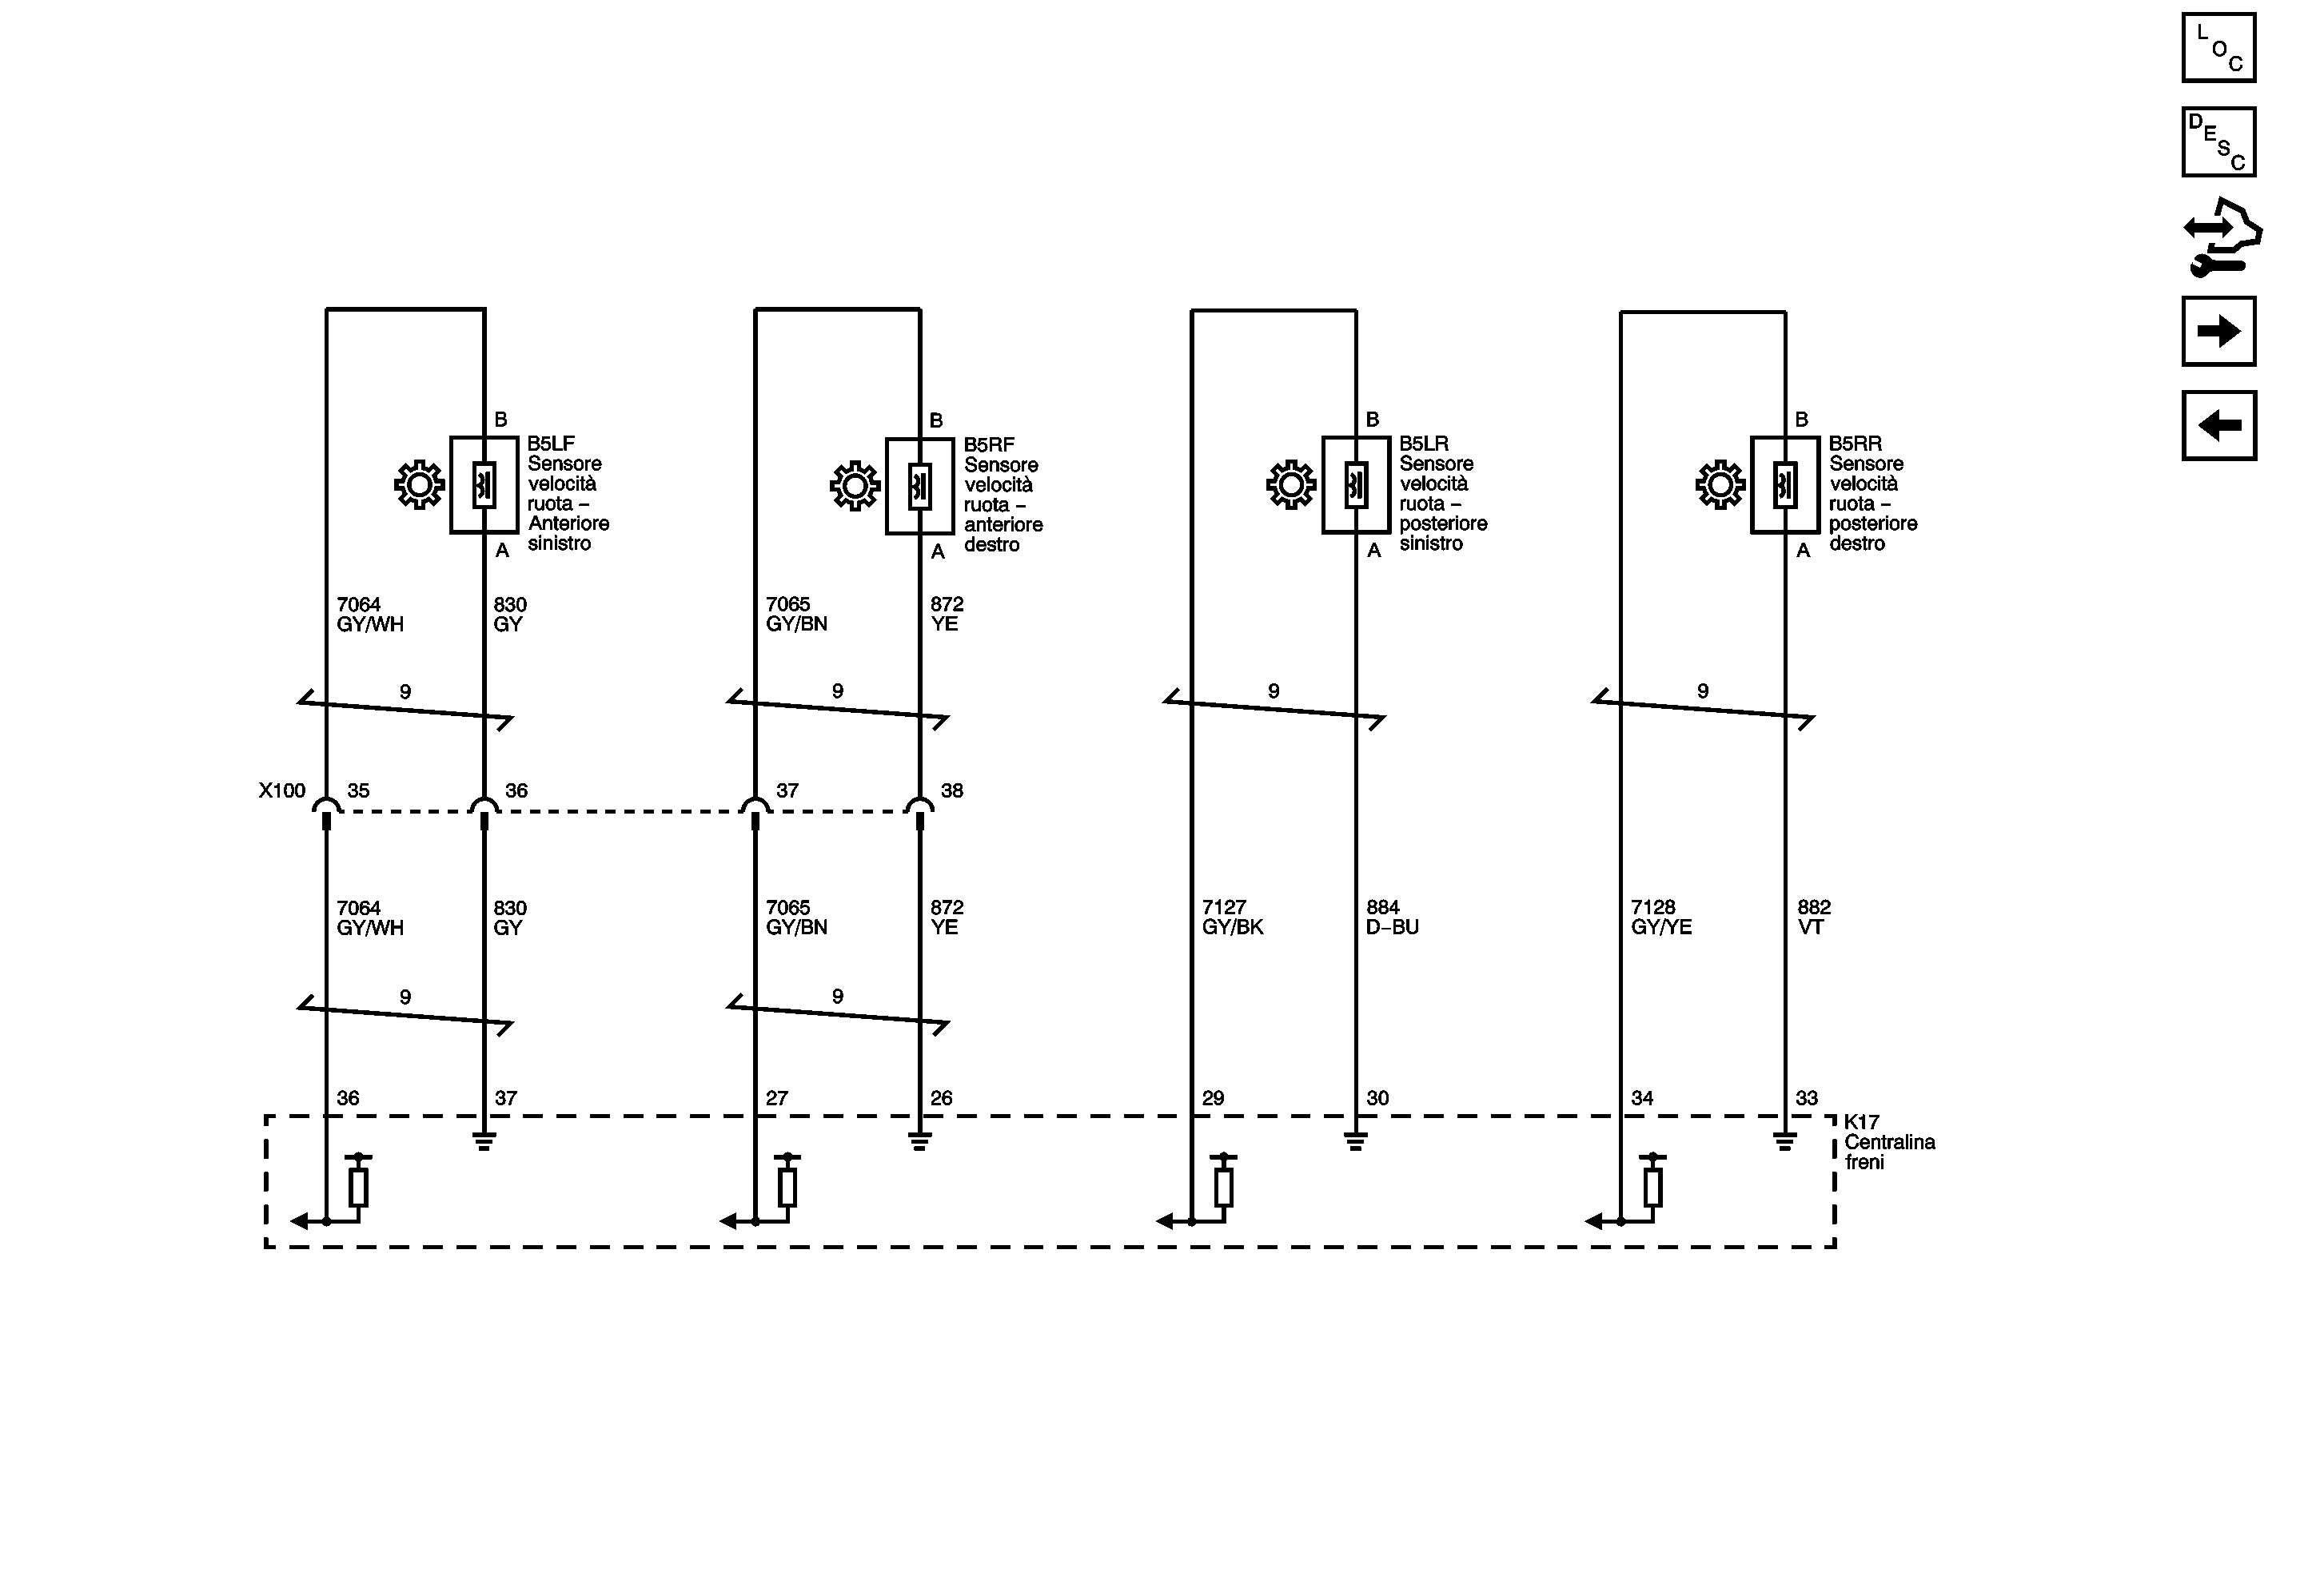 L
O
C
D
E
S
C
B
B5LF
Sensore
velocità
ruota –
Anteriore
sinistro
A
B
B5RF
Sensore
velocità
ruota –
anteriore
destro
A
B
B5LR
Sensore
velocità
ruota –
posteriore
sinistro
A
B
B5RR
Sensore
velocità
ruota –
posteriore
destro
A
7064
GY/WH
830
GY
7065
GY/BN
872
YE
9
9
9
9
X100
35
36
37
38
7064
GY/WH
830
GY
7065
GY/BN
872
YE
7127
GY/BK
884
D–BU
7128
GY/YE
882
VT
9
9
36
37
27
26
29
30
34
33
K17
Centralina
freni